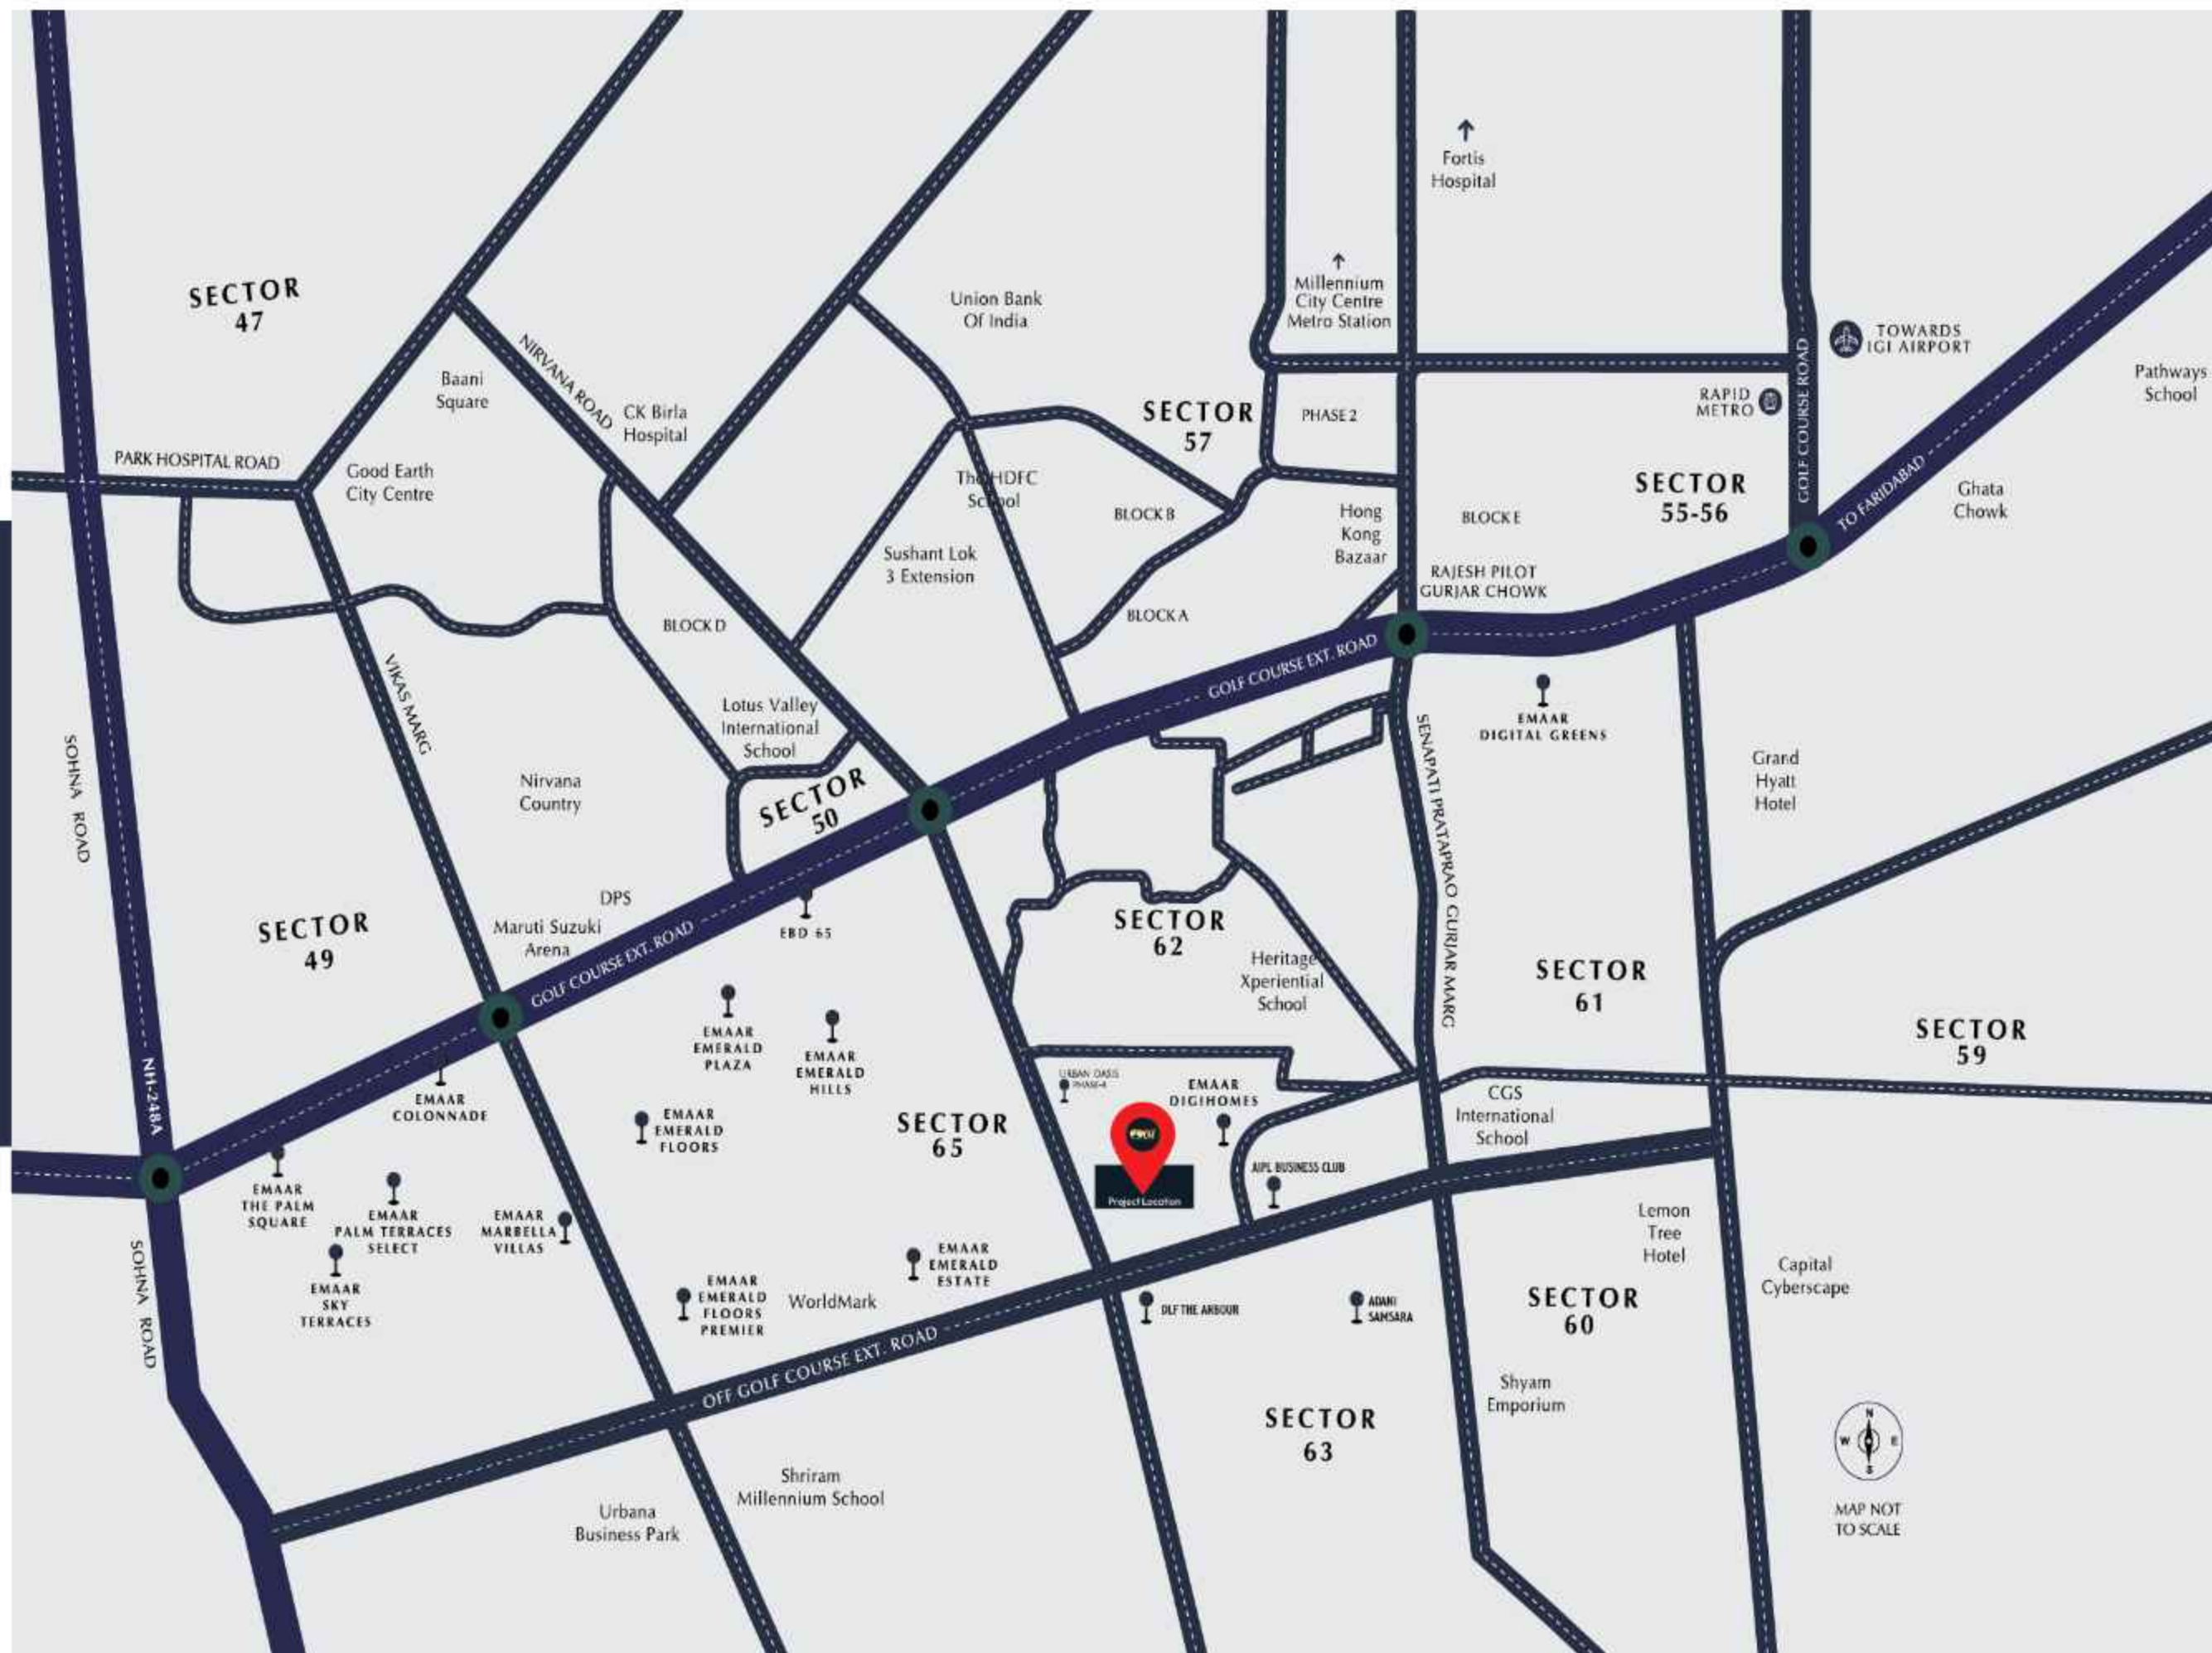 Fortis
Hospital
Millennium
City Centre
Metro Station
SECTOR
47
Union Bank
Of India
TOWARDS
IGI AIRPORT
NIRVANA ROAD
Baani
Square
CK Birla
Hospital
SECTOR
57
PHASE 2
RAPID
METRO
GOLF COURSE ROAD
Pathways
School
PARK HOSPITAL ROAD
Good Earth
City Centre
The HDFC
School
BLOCK B
Hong
Kong
Bazaar
BLOCK E
SECTOR
55-56
TO FARIDABAD
Ghata
Chowk
Sushant Lok
3 Extension
RAJESH PILOT
GURJAR CHOWK
BLOCK D
BLOCK A
GOLF COURSE EXT. ROAD
VIKAS MARG
Lotus Valley
International
School
EMAAR
DIGITAL GREENS
SOHNA ROAD
Nirvana
Country
SECTOR
50
SENAPATI PRATAPRAO GURJAR MARG
Grand
Hyatt
Hotel
DPS
Maruti Suzuki
Arena
GOLF COURSE EXT. ROAD
EBD 65
SECTOR
49
SECTOR
62
Heritage
Xperiential
School
SECTOR
61
SECTOR
59
EMAAR
EMERALD
PLAZA
EMAAR
EMERALD
HILLS
NH-248A
EMAAR
COLONNADE
EMAAR
EMERALD
FLOORS
SECTOR
65
URBAN OASIS
PHASE-4
EMAAR
DIGIHOMES
CGS
International
School
AIPL BUSINESS CLUB
Project Location
EMAAR
THE PALM
SQUARE
EMAAR
PALM TERRACES
SELECT
EMAAR
MARBELLA
VILLAS
EMAAR
SKY
TERRACES
SOHNA ROAD
EMAAR
EMERALD
FLOORS
PREMIER
WorldMark
EMAAR
EMERALD
ESTATE
Lemon
Tree
Hotel
Capital
Cyberscape
DLF THE ARBOUR
ADANI
SAMSARA
SECTOR
60
OFF GOLF COURSE EXT. ROAD
Shyam
Emporium
SECTOR
63
Shriram
Millennium School
Urbana
Business Park
N
W E
S
MAP NOT
TO SCALE